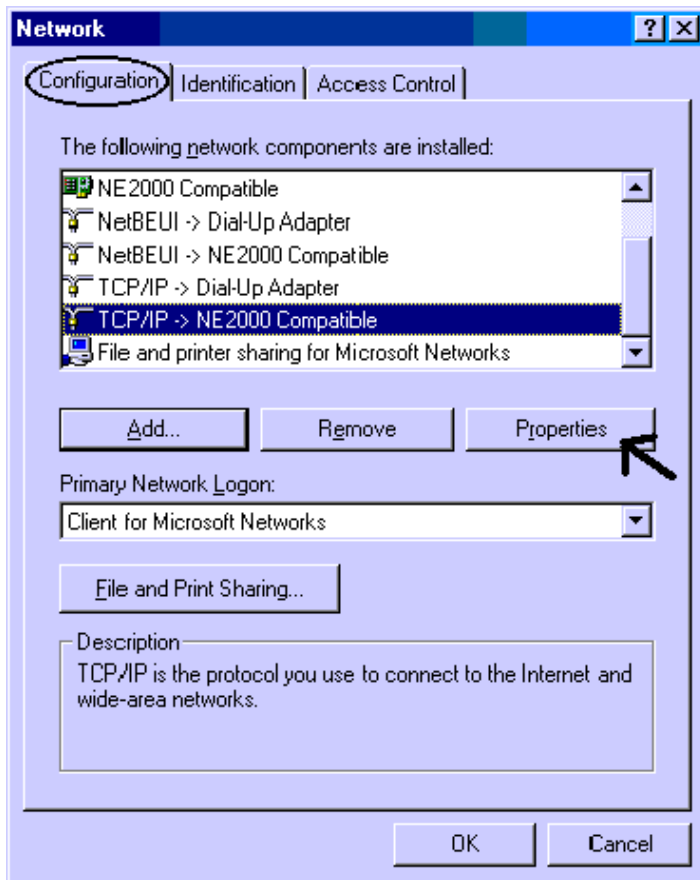 Network
Configuration Identification Access Control
The following network components are installed:
NE2000 Compatible
NetBEUI -> Dial-Up Adapter
NetBEUI -> NE2000 Compatible
TCP/IP -> Dial-Up Adapter
TCP/IP -> NE2000 Compatible
File and printer sharing for Microsoft Networks
Add... Remove Properties
Primary Network Logon:
Client for Microsoft Networks
File and Print Sharing...
Description
TCP/IP is the protocol you use to connect to the Internet and
wide-area networks.
OK Cancel